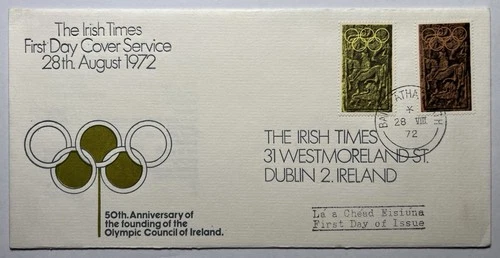 The Irish Times
First Day Cover Service
28th. August 1972
28 VIII
72
THE IRISH TIMES
31 WESTMORELAND ST.
DUBLIN 2. IRELAND
50th. Anniversary of
the founding of the
Olympic Council of Ireland.
Lá a Chéad Eisiúna
First Day of Issue